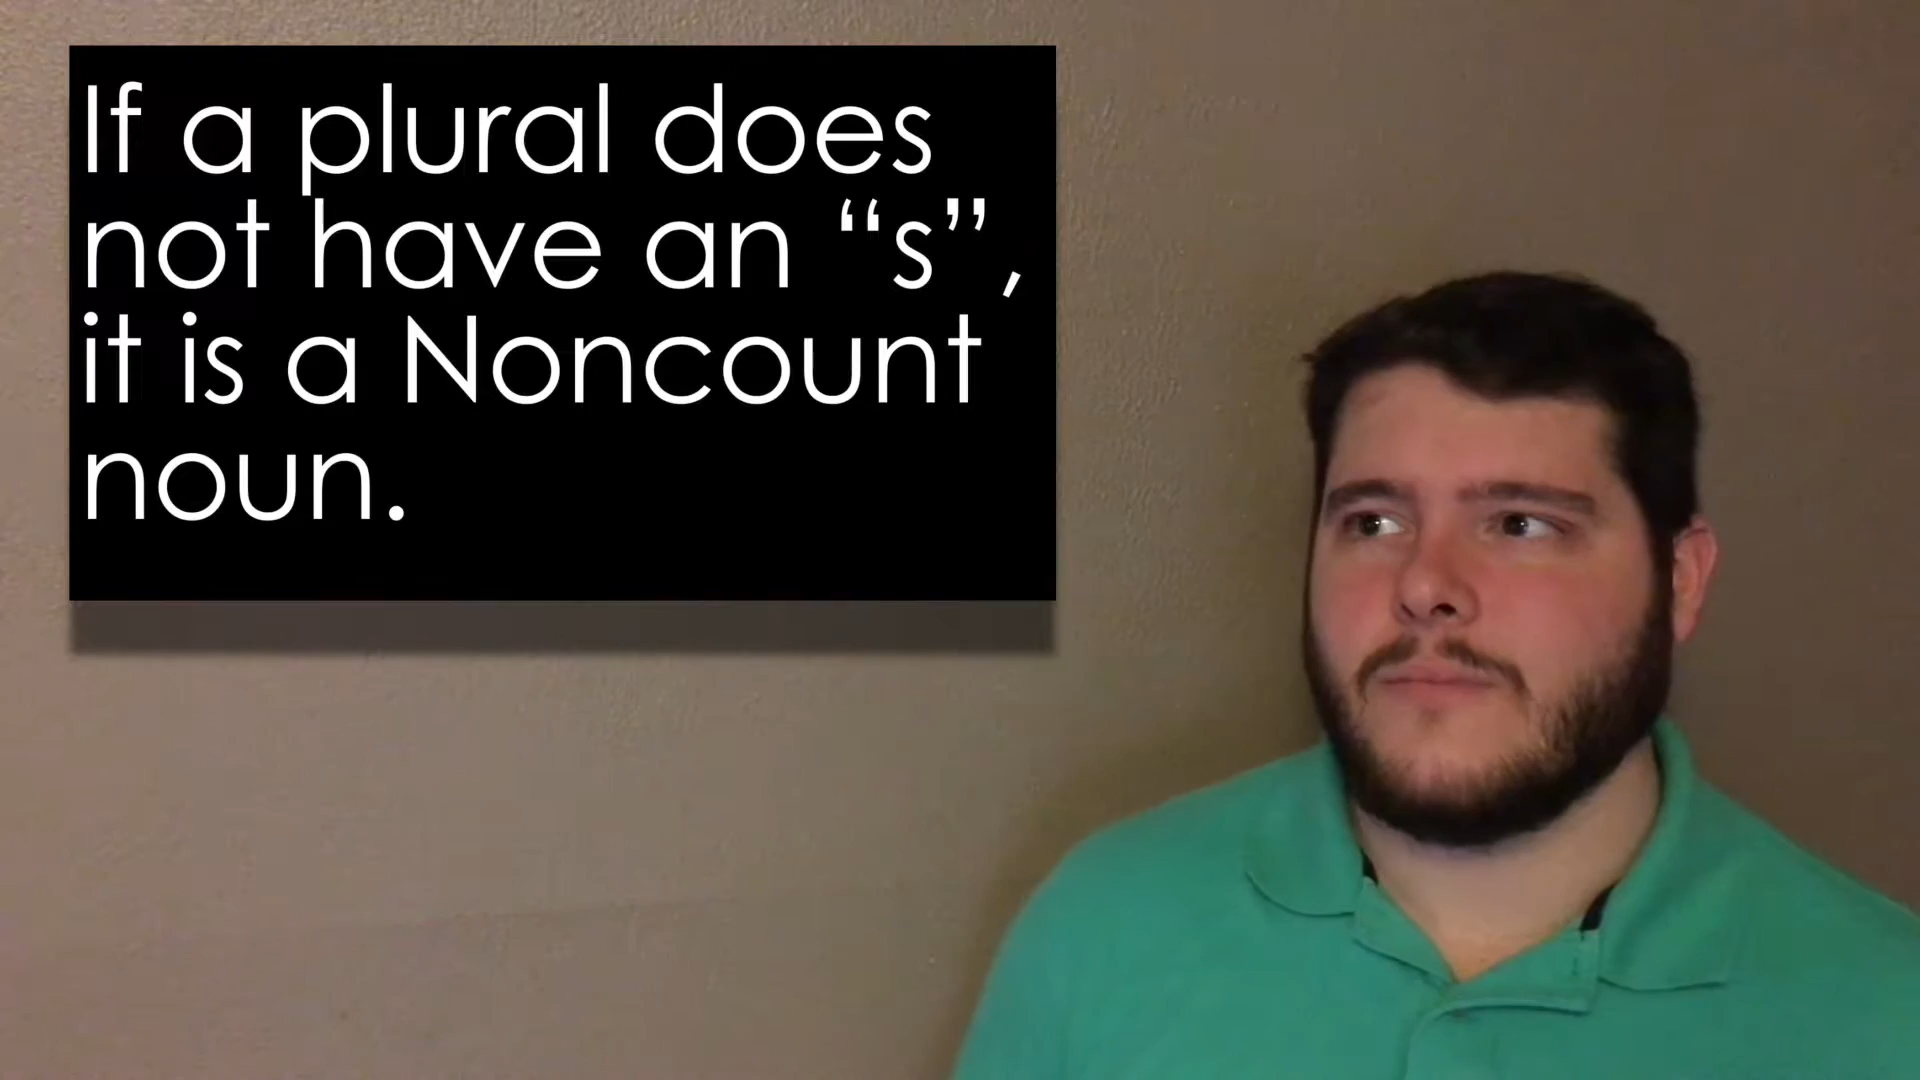 If a plural does
not have an “s”,
it is a Noncount
noun.